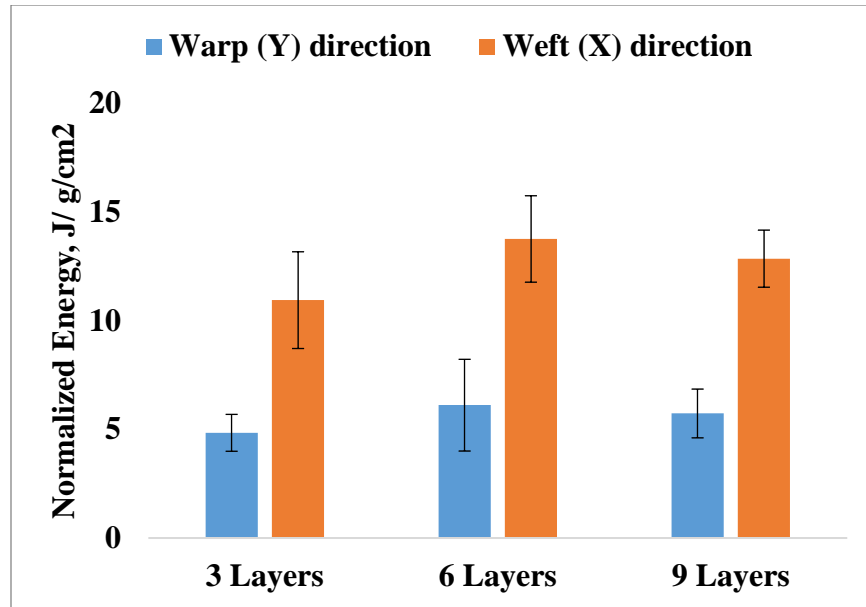 Warp (Y) direction Weft (X) direction
Normalized Energy, J/ g/cm2
20
15
10
5
0
3 Layers 6 Layers 9 Layers